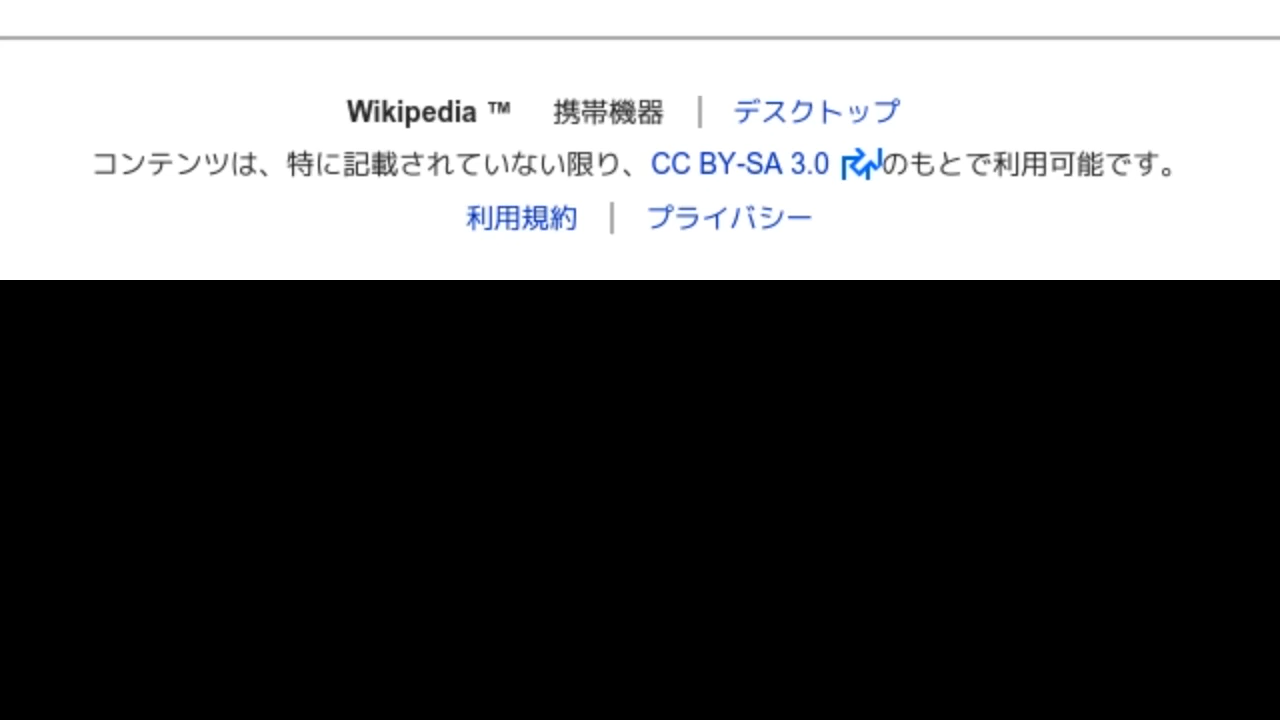 Wikipedia ™ 携帯機器 | デスクトップ
コンテンツは、特に記載されていない限り、CC BY-SA 3.0 のもとで利用可能です。
利用規約 | プライバシー